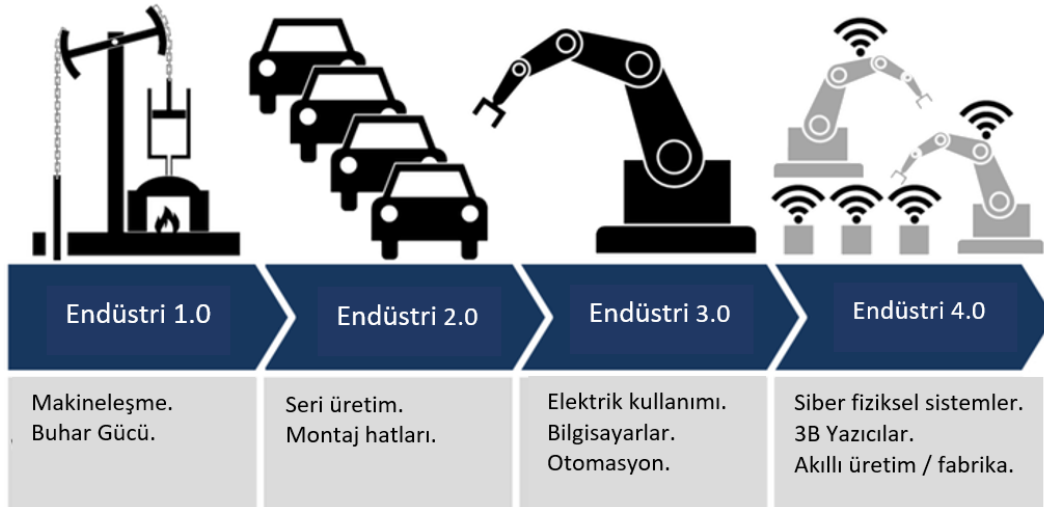 Endüstri 1.0
Endüstri 2.0
Endüstri 3.0
Endüstri 4.0
Makineleşme.
Buhar Gücü.
Seri üretim.
Montaj hatları.
Elektrik kullanımı.
Bilgisayarlar.
Otomasyon.
Siber fiziksel sistemler.
3B Yazıcılar.
Akıllı üretim / fabrika.